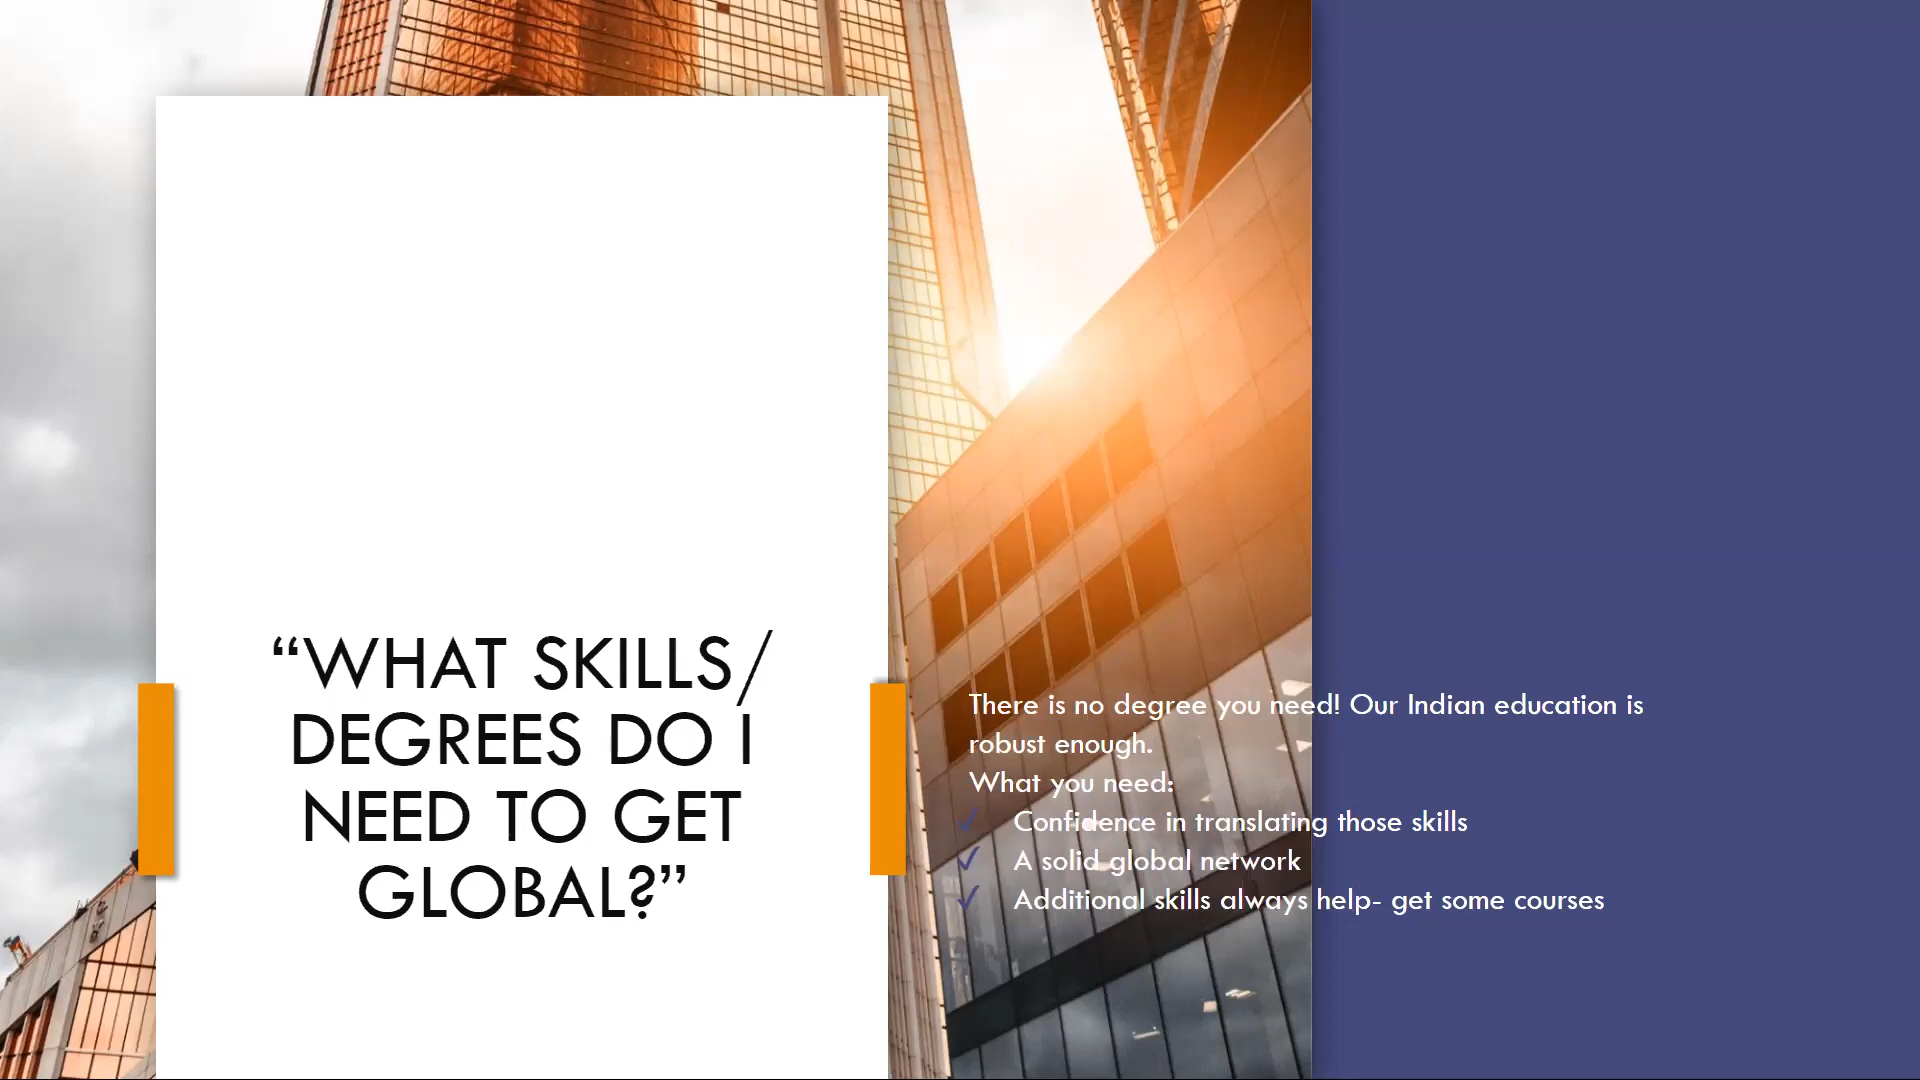 “WHAT SKILLS/
DEGREES DO I
NEED TO GET
GLOBAL?”
There is no degree you need! Our Indian education is
robust enough.
What you need:
✓ Confidence in translating those skills
✓ A solid global network
✓ Additional skills always help- get some courses